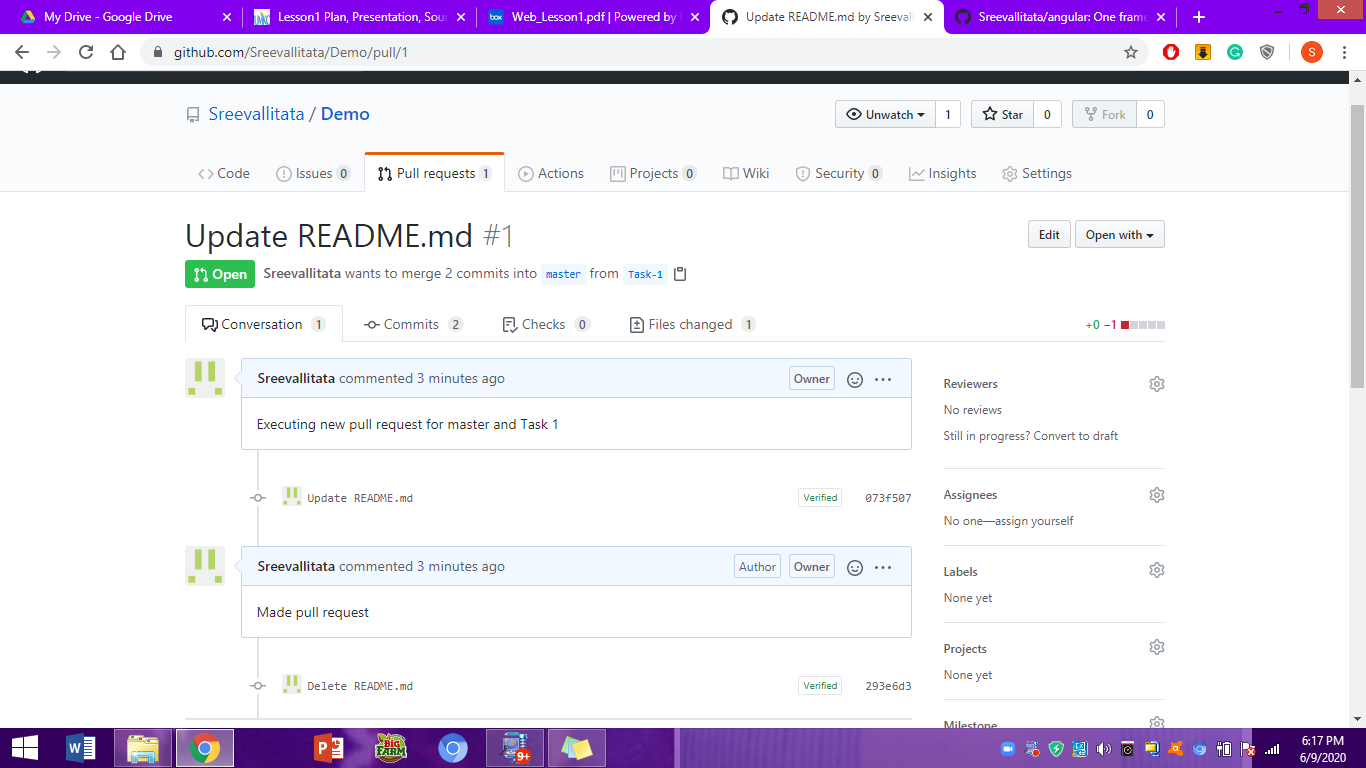 My Drive - Google Drive
Lesson1 Plan, Presentation, Sou
box Web_Lesson1.pdf | Powered by
Update README.md by Sreevall
Sreevallitata/angular: One frame
github.com/Sreevallitata/Demo/pull/1
S
Sreevallitata / Demo
Unwatch 1
Star 0
Fork 0
Code
Issues 0
Pull requests 1
Actions
Projects 0
Wiki
Security 0
Insights
Settings
Update README.md #1
Edit
Open with
Open
Sreevallitata wants to merge 2 commits into master from Task-1
Conversation 1
Commits 2
Checks 0
Files changed 1
+0 −1
Sreevallitata commented 3 minutes ago
Owner
Executing new pull request for master and Task 1
Update README.md
Verified
073f507
Sreevallitata commented 3 minutes ago
Author
Owner
Made pull request
Delete README.md
Verified
293e6d3
Reviewers
No reviews
Still in progress? Convert to draft
Assignees
No one—assign yourself
Labels
None yet
Projects
None yet
Milestone
BIG FARM
9+
6:17 PM
6/9/2020